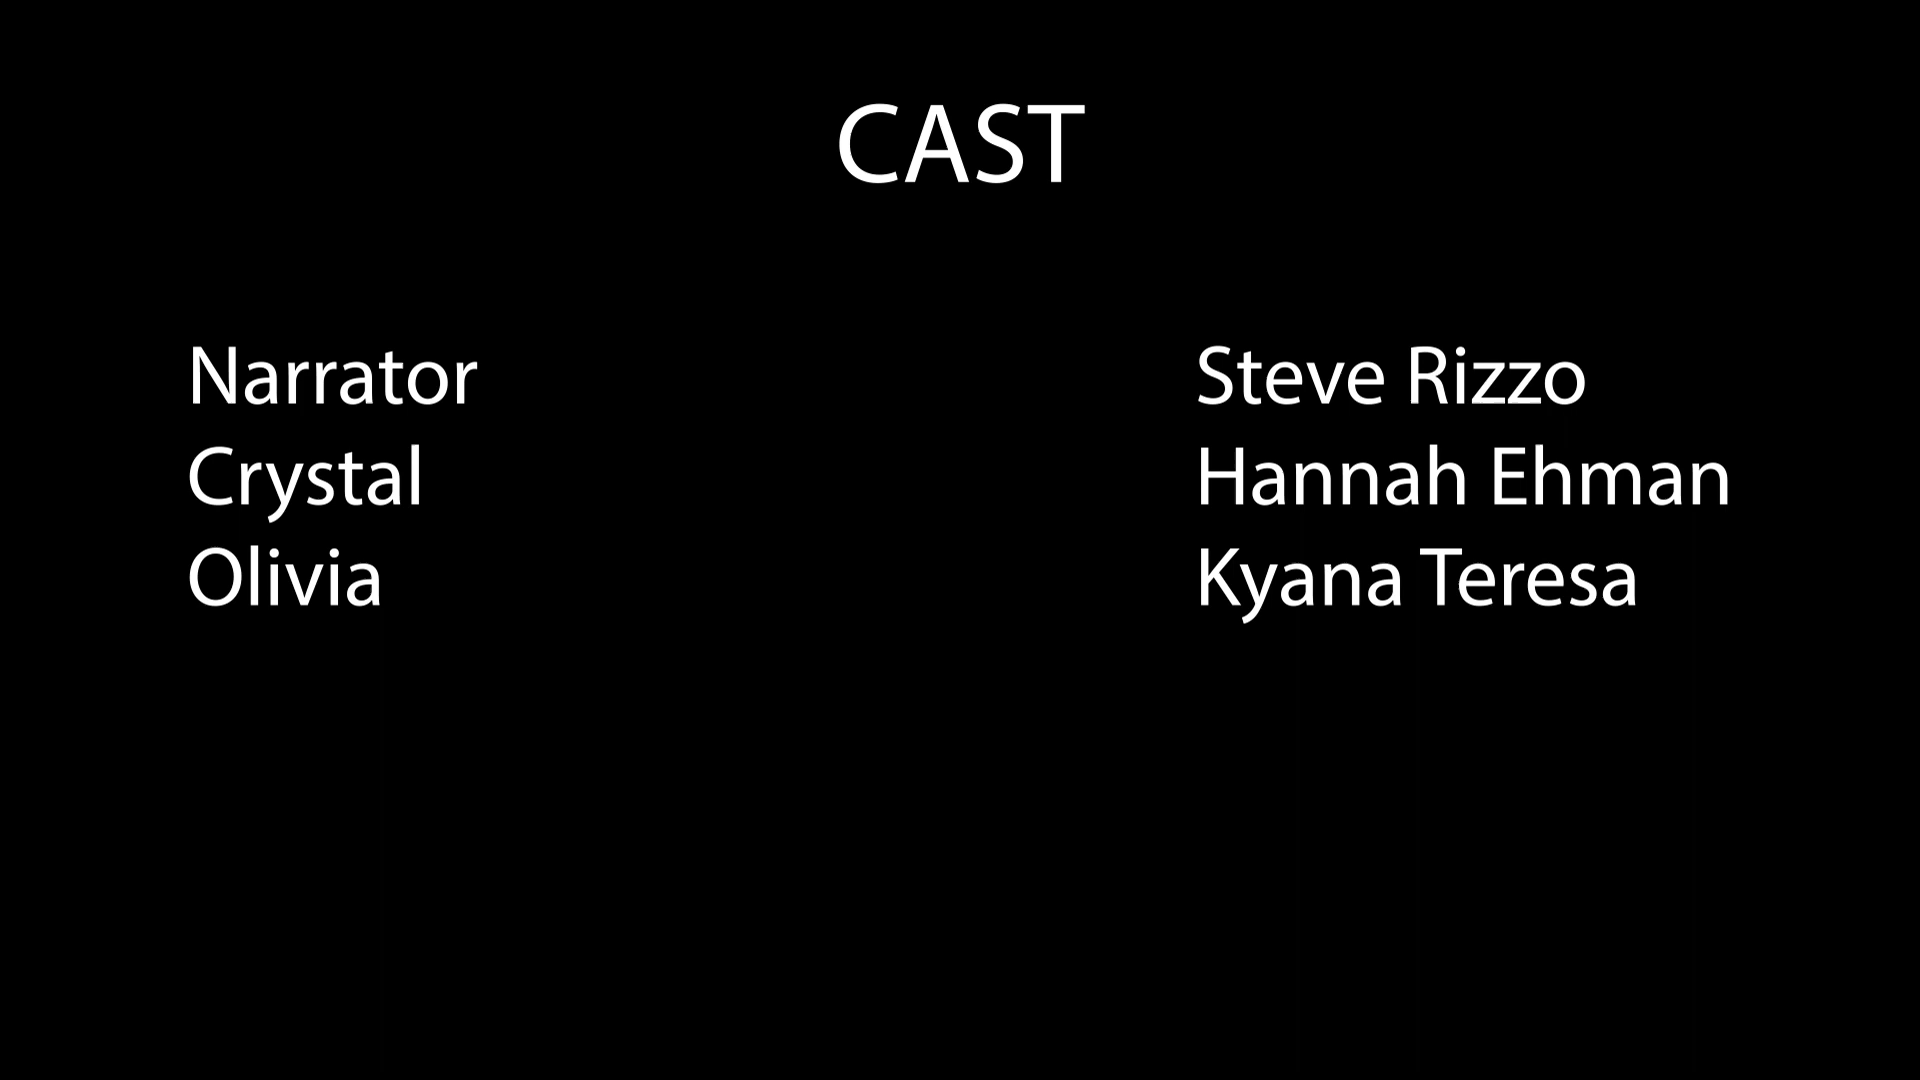 CAST
Narrator Steve Rizzo
Crystal Hannah Ehman
Olivia Kyana Teresa